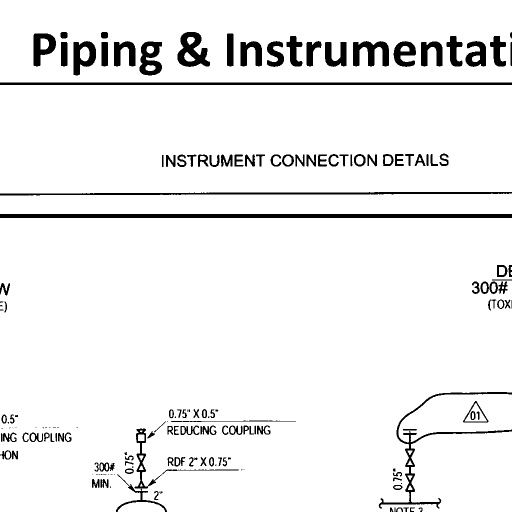 Piping & Instrumentati
INSTRUMENT CONNECTION DETAILS
DE
W
300#
E)
(TOXI
0.5"
ING COUPLING
HON
0.75" X 0.5"
REDUCING COUPLING
01
0.75"
300#
MIN.
RDF 2" X 0.75"
2"
0.75"
NOTE 3